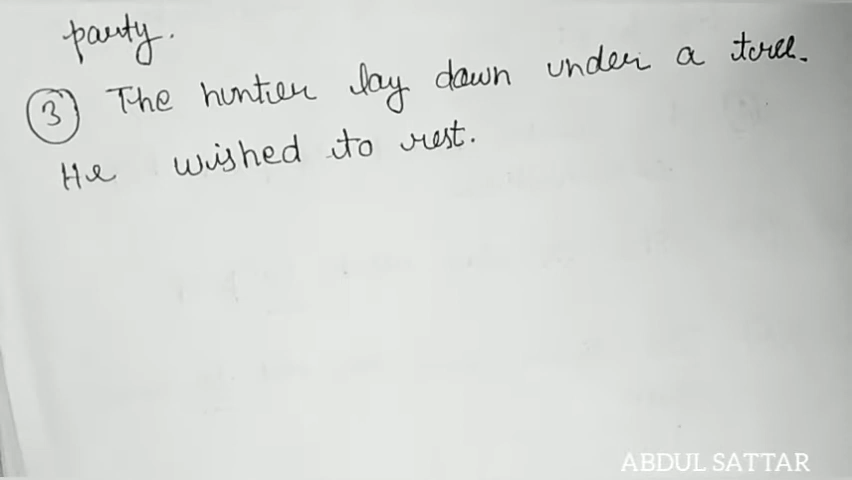 party.
③ The hunter lay down under a tree.
He wished to rest.
ABDUL SATTAR